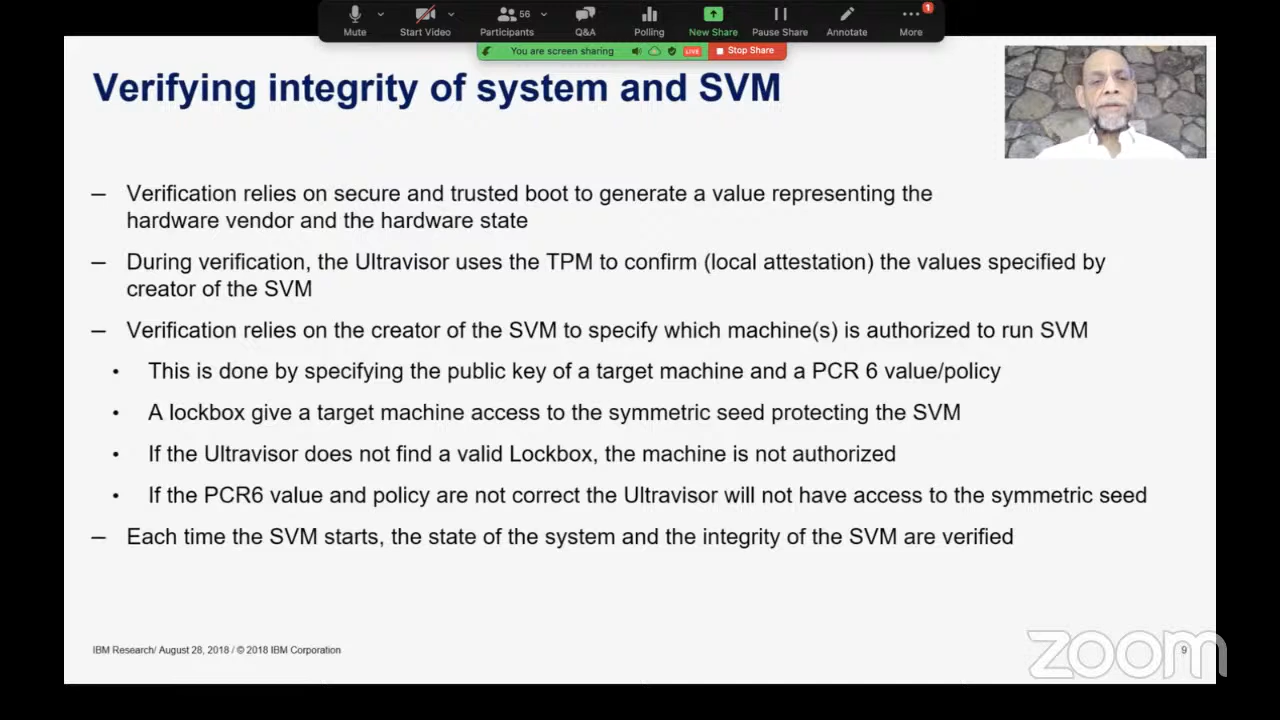 Mute
Start Video
56
Participants
Q&A
Polling
New Share
Pause Share
Annotate
1
More
You are screen sharing
LIVE
Stop Share
Verifying integrity of system and SVM
– Verification relies on secure and trusted boot to generate a value representing the
hardware vendor and the hardware state
– During verification, the Ultravisor uses the TPM to confirm (local attestation) the values specified by
creator of the SVM
– Verification relies on the creator of the SVM to specify which machine(s) is authorized to run SVM
• This is done by specifying the public key of a target machine and a PCR 6 value/policy
• A lockbox give a target machine access to the symmetric seed protecting the SVM
• If the Ultravisor does not find a valid Lockbox, the machine is not authorized
• If the PCR6 value and policy are not correct the Ultravisor will not have access to the symmetric seed
– Each time the SVM starts, the state of the system and the integrity of the SVM are verified
IBM Research/ August 28, 2018 / © 2018 IBM Corporation
9
zoom